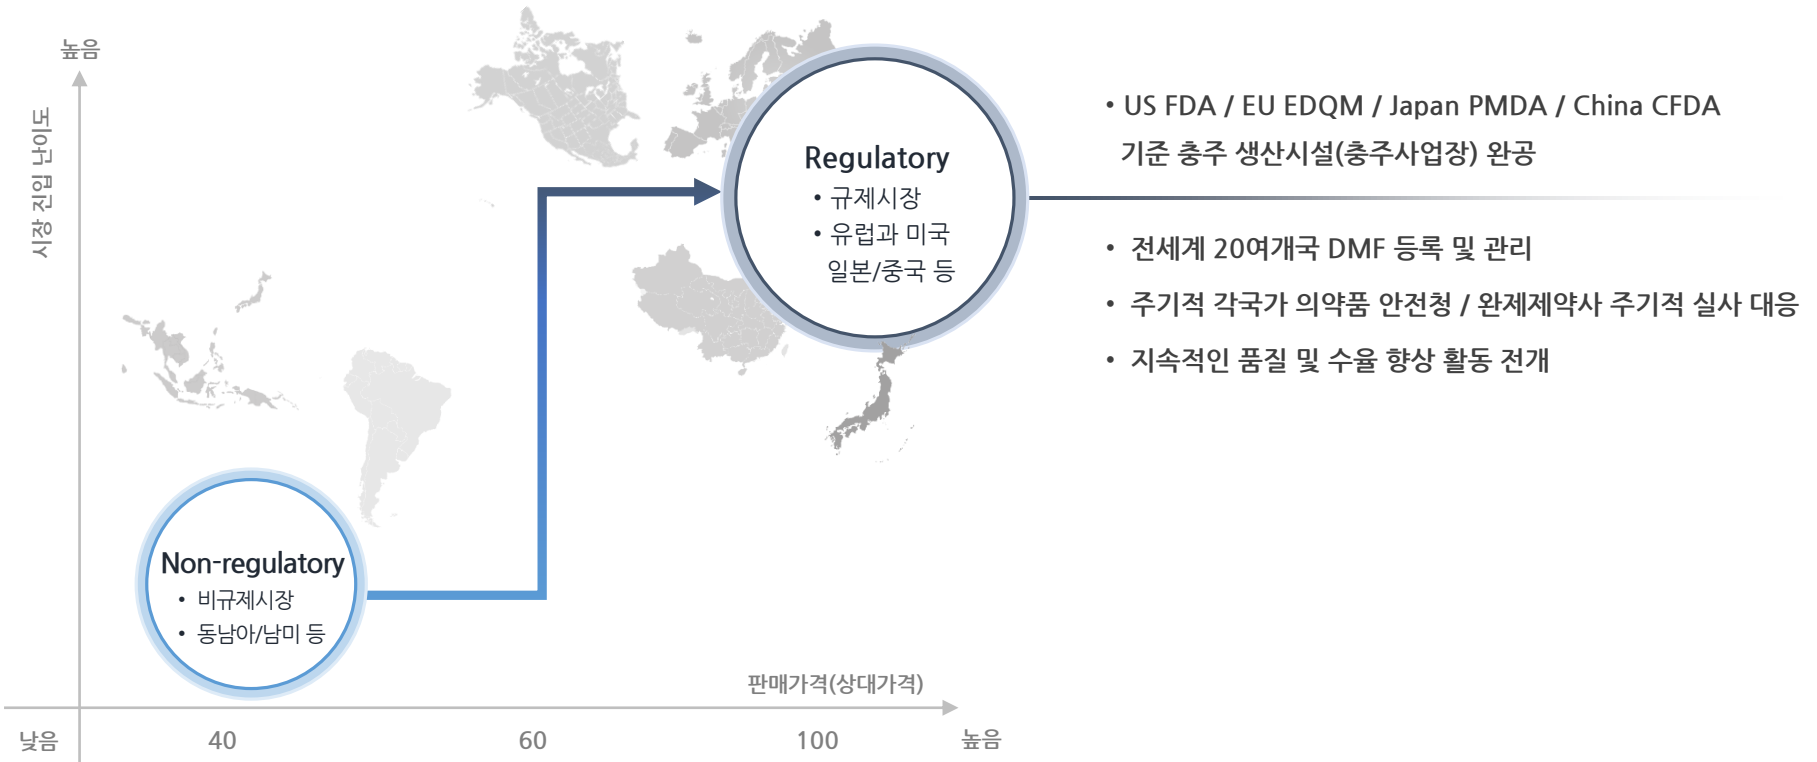 높음
시장 진입 난이도
Regulatory
• 규제시장
• 유럽과 미국
일본/중국 등
Non-regulatory
• 비규제시장
• 동남아/남미 등
판매가격(상대가격)
낮음
40
60
100
높음
• US FDA / EU EDQM / Japan PMDA / China CFDA
기준 충주 생산시설(충주사업장) 완공
• 전세계 20여개국 DMF 등록 및 관리
• 주기적 각국가 의약품 안전청 / 완제제약사 주기적 실사 대응
• 지속적인 품질 및 수율 향상 활동 전개